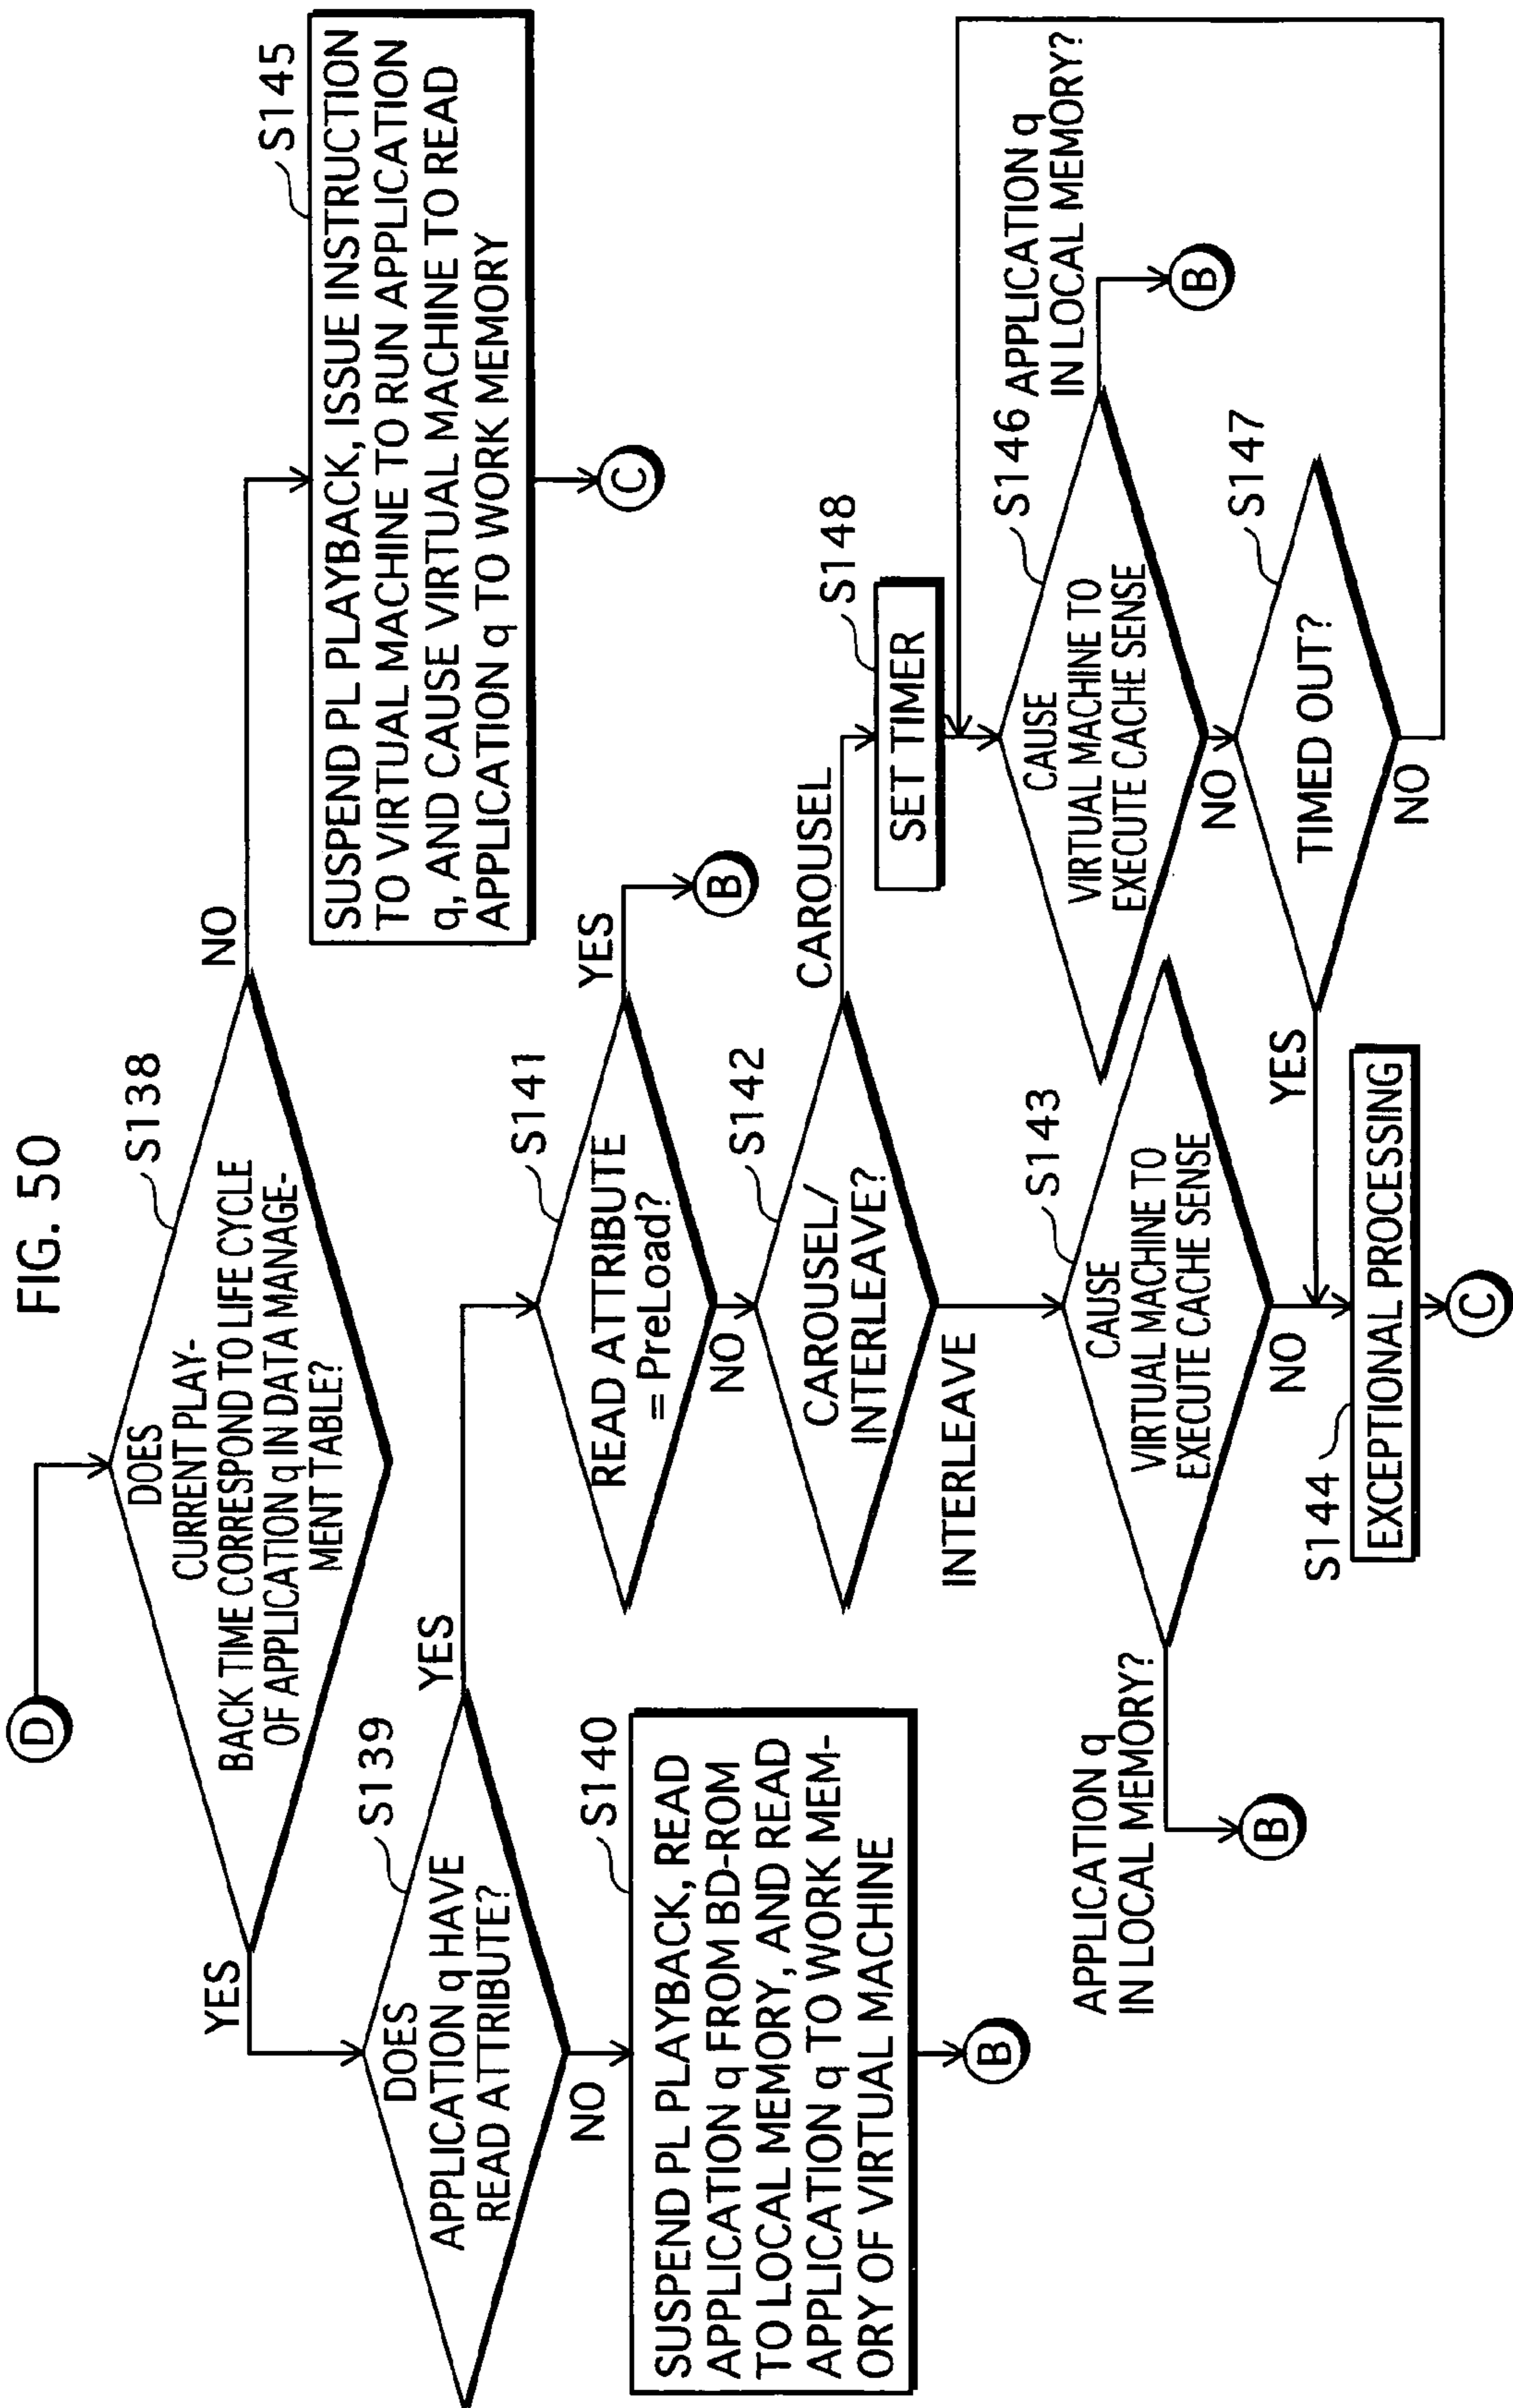 FIG. 50
D
S138
DOES
CURRENT PLAY-
BACK TIME CORRESPOND TO LIFE CYCLE
OF APPLICATION q IN DATA MANAGE-
MENT TABLE?
YES
NO
S139
DOES
APPLICATION q HAVE
READ ATTRIBUTE?
YES
NO
S140
SUSPEND PL PLAYBACK, READ
APPLICATION q FROM BD-ROM
TO LOCAL MEMORY, AND READ
APPLICATION q TO WORK MEM-
ORY OF VIRTUAL MACHINE
B
S145
SUSPEND PL PLAYBACK, ISSUE INSTRUCTION
TO VIRTUAL MACHINE TO RUN APPLICATION
q, AND CAUSE VIRTUAL MACHINE TO READ
APPLICATION q TO WORK MEMORY
C
S141
READ ATTRIBUTE
= PreLoad?
YES
B
NO
S142
CAROUSEL/
INTERLEAVE?
CAROUSEL
INTERLEAVE
S143
CAUSE
VIRTUAL MACHINE TO
EXECUTE CACHE SENSE
APPLICATION q
IN LOCAL MEMORY?
B
NO
S144
EXCEPTIONAL PROCESSING
C
S148
SET TIMER
S146
CAUSE
VIRTUAL MACHINE TO
EXECUTE CACHE SENSE
APPLICATION q
IN LOCAL MEMORY?
B
NO
S147
TIMED OUT?
YES
NO